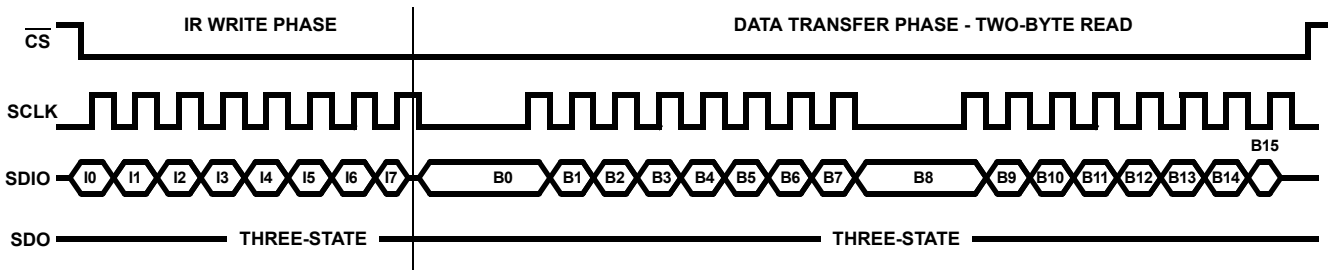 IR WRITE PHASE
DATA TRANSFER PHASE - TWO-BYTE READ
CS
SCLK
B15
SDIO
I0 I1 I2 I3 I4 I5 I6 I7 B0 B1 B2 B3 B4 B5 B6 B7 B8 B9 B10 B11 B12 B13 B14
SDO
THREE-STATE
THREE-STATE